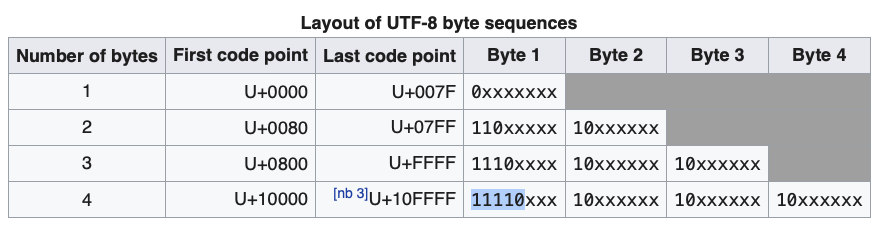 Layout of UTF-8 byte sequences
Number of bytes First code point Last code point Byte 1 Byte 2 Byte 3 Byte 4
1 U+0000 U+007F 0xxxxxxx
2 U+0080 U+07FF 110xxxxx 10xxxxxx
3 U+0800 U+FFFF 1110xxxx 10xxxxxx 10xxxxxx
4 U+10000 [nb 3]U+10FFFF 11110xxx 10xxxxxx 10xxxxxx 10xxxxxx